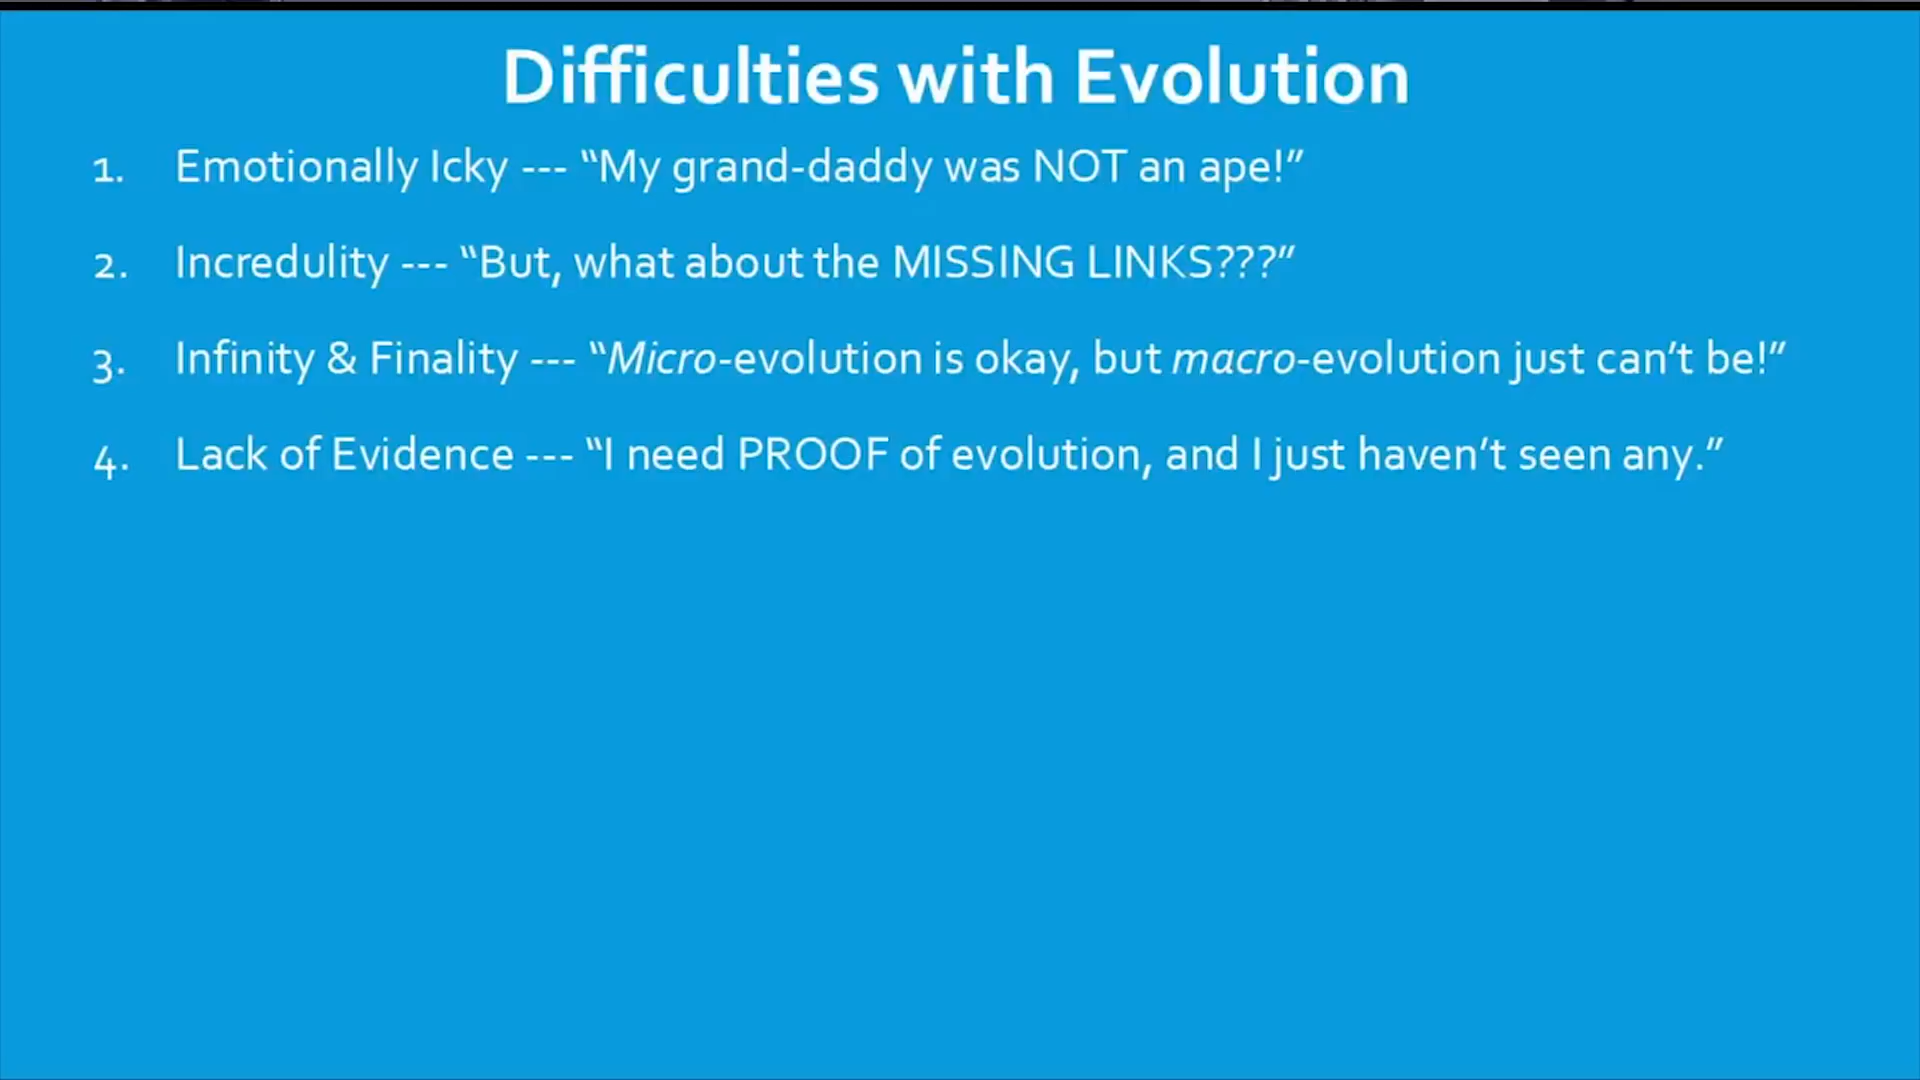 Difficulties with Evolution
1. Emotionally Icky --- “My grand-daddy was NOT an ape!”
2. Incredulity --- “But, what about the MISSING LINKS???”
3. Infinity & Finality --- “Micro-evolution is okay, but macro-evolution just can’t be!”
4. Lack of Evidence --- “I need PROOF of evolution, and I just haven’t seen any.”